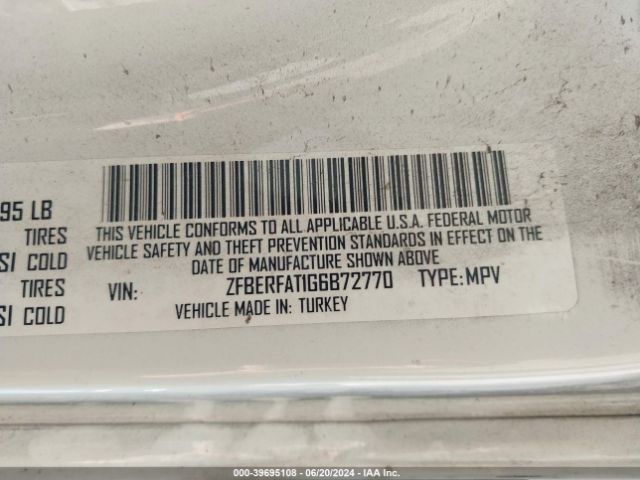 95 LB
TIRES
SI COLD
TIRES
SI COLD
THIS VEHICLE CONFORMS TO ALL APPLICABLE U.S.A. FEDERAL MOTOR
VEHICLE SAFETY AND THEFT PREVENTION STANDARDS IN EFFECT ON THE
DATE OF MANUFACTURE SHOWN ABOVE
VIN: ZFBERFAT1G6B72770 TYPE:MPV
VEHICLE MADE IN: TURKEY
000-39695108 - 06/20/2024 - IAA Inc.